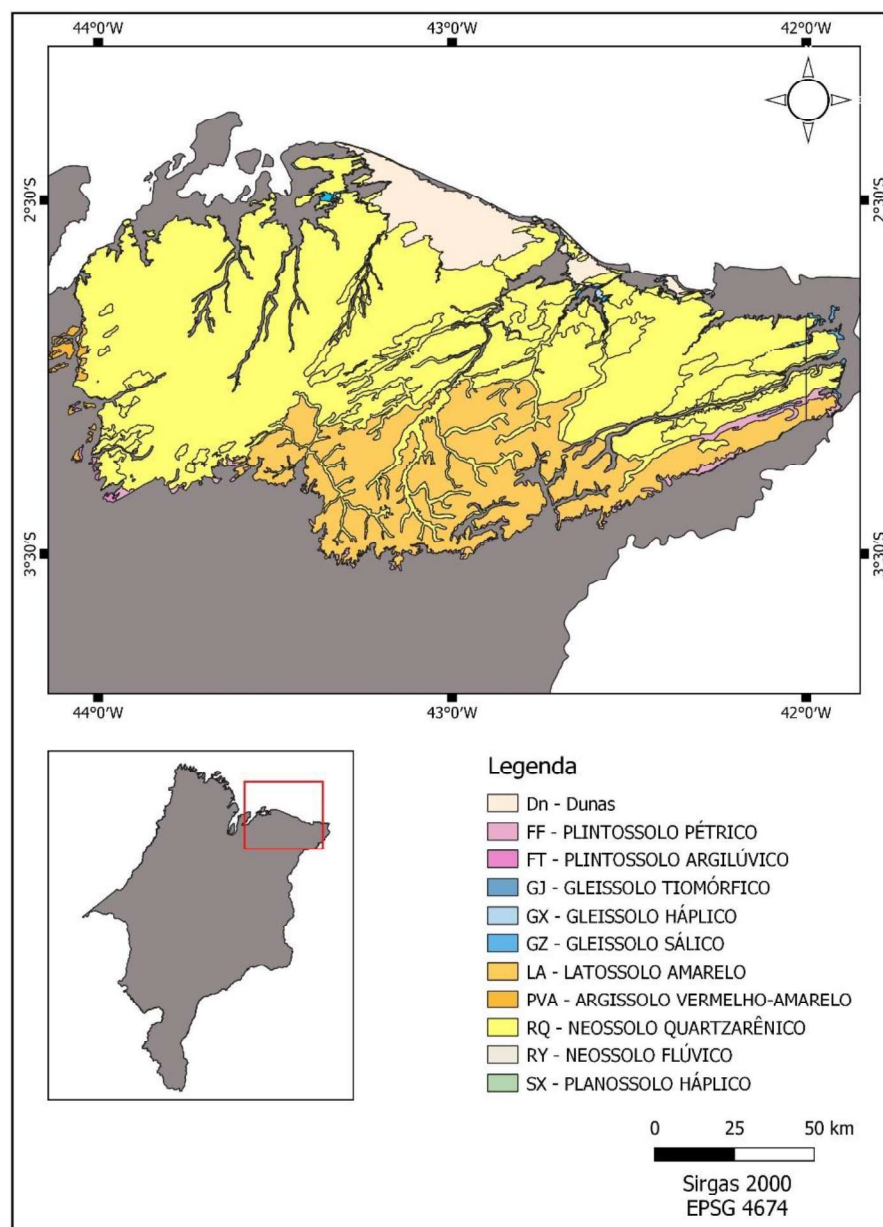 44°0'W 43°0'W 42°0'W
2°30'S 2°30'S
3°30'S 3°30'S
44°0'W 43°0'W 42°0'W
Legenda
Dn - Dunas
FF - PLINTOSSOLO PÉTRICO
FT - PLINTOSSOLO ARGILÚVICO
GJ - GLEISSOLO TIOMÓRFICO
GX - GLEISSOLO HÁPLICO
GZ - GLEISSOLO SÁLICO
LA - LATOSSOLO AMARELO
PVA - ARGISSOLO VERMELHO-AMARELO
RQ - NEOSSOLO QUARTZARÊNICO
RY - NEOSSOLO FLÚVICO
SX - PLANOSSOLO HÁPLICO
0 25 50 km
Sirgas 2000
EPSG 4674